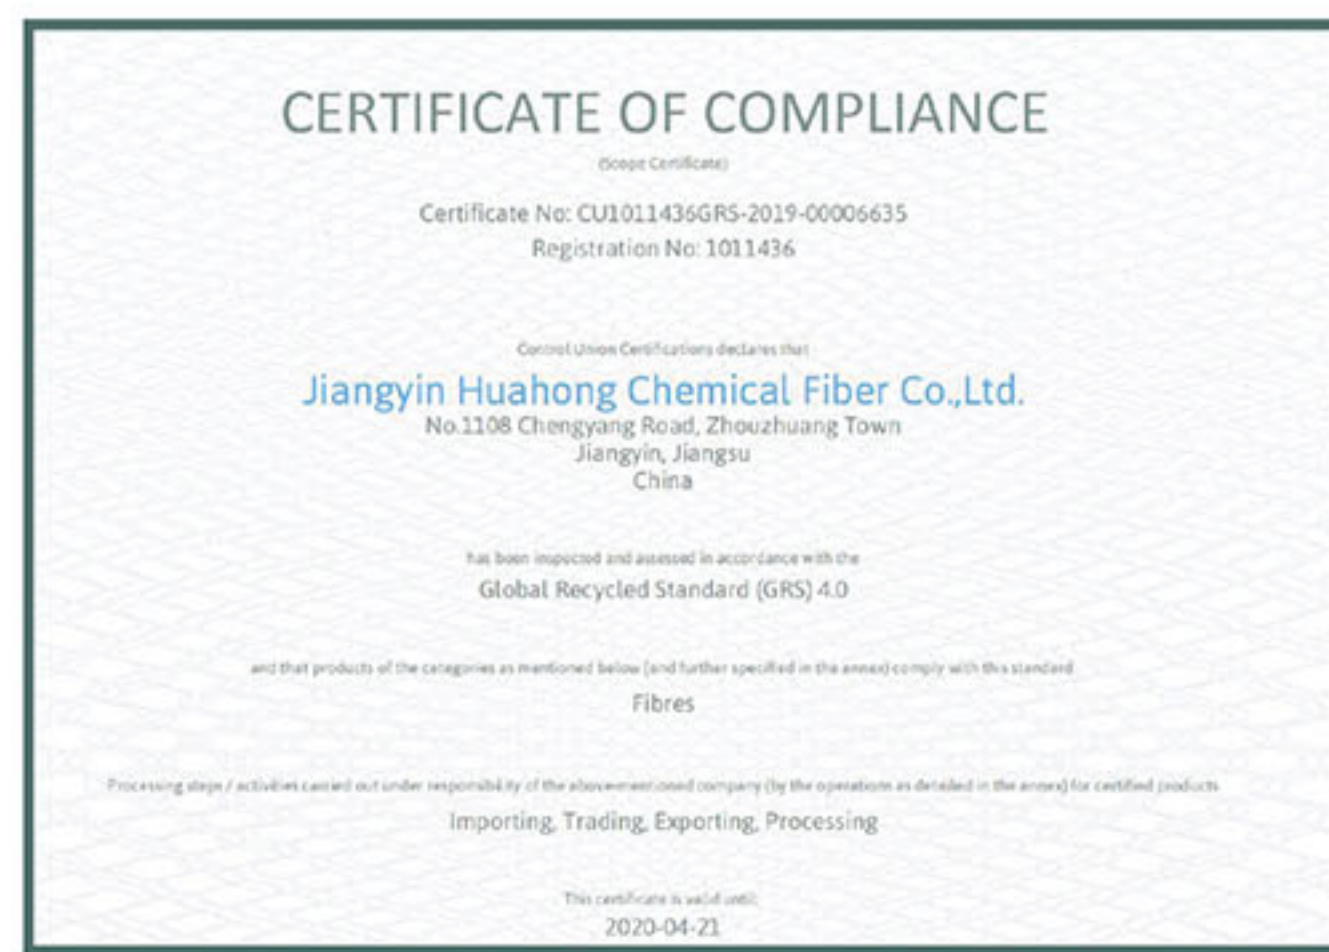 CERTIFICATE OF COMPLIANCE
(Scope Certificate)
Certificate No: CU1011436GRS-2019-00006635
Registration No: 1011436
Control Union Certifications declares that
Jiangyin Huahong Chemical Fiber Co.,Ltd.
No.1108 Chengyang Road, Zhouzhuang Town
Jiangyin, Jiangsu
China
has been inspected and assessed in accordance with the
Global Recycled Standard (GRS) 4.0
and that products of the categories as mentioned below (and further specified in the annex) comply with this standard
Fibres
Processing steps / activities carried out under responsibility of the above-mentioned company (by the operations as detailed in the annex) for certified products
Importing, Trading, Exporting, Processing
This certificate is valid until:
2020-04-21